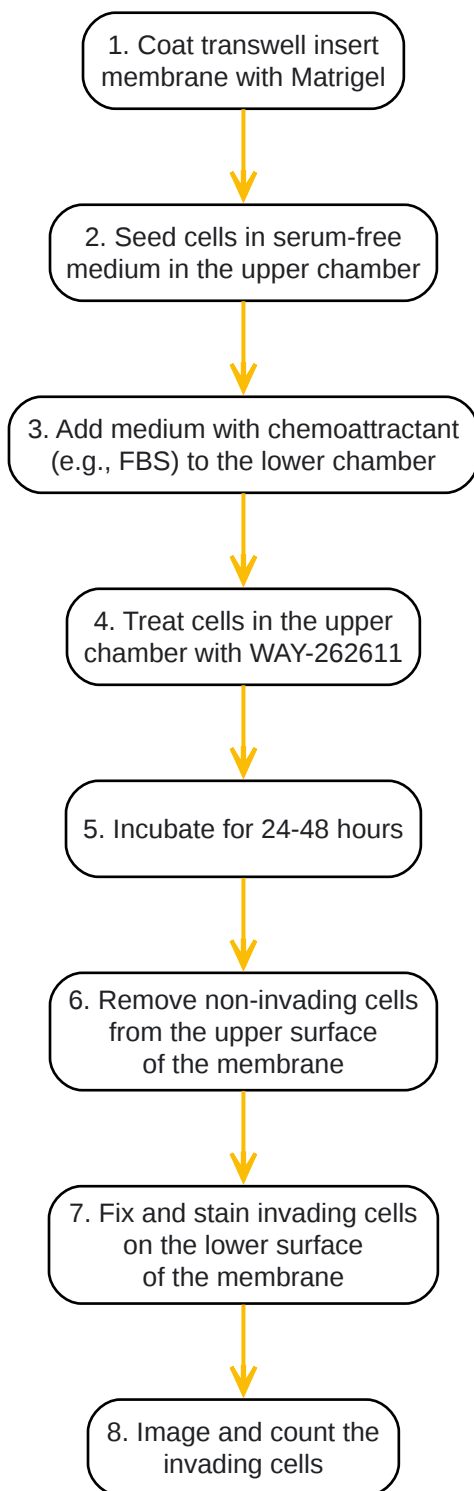 1. Coat transwell insert
membrane with Matrigel
2. Seed cells in serum-free
medium in the upper chamber
3. Add medium with chemoattractant
(e.g., FBS) to the lower chamber
4. Treat cells in the upper
chamber with WAY-262611
5. Incubate for 24-48 hours
6. Remove non-invading cells
from the upper surface
of the membrane
7. Fix and stain invading cells
on the lower surface
of the membrane
8. Image and count the
invading cells